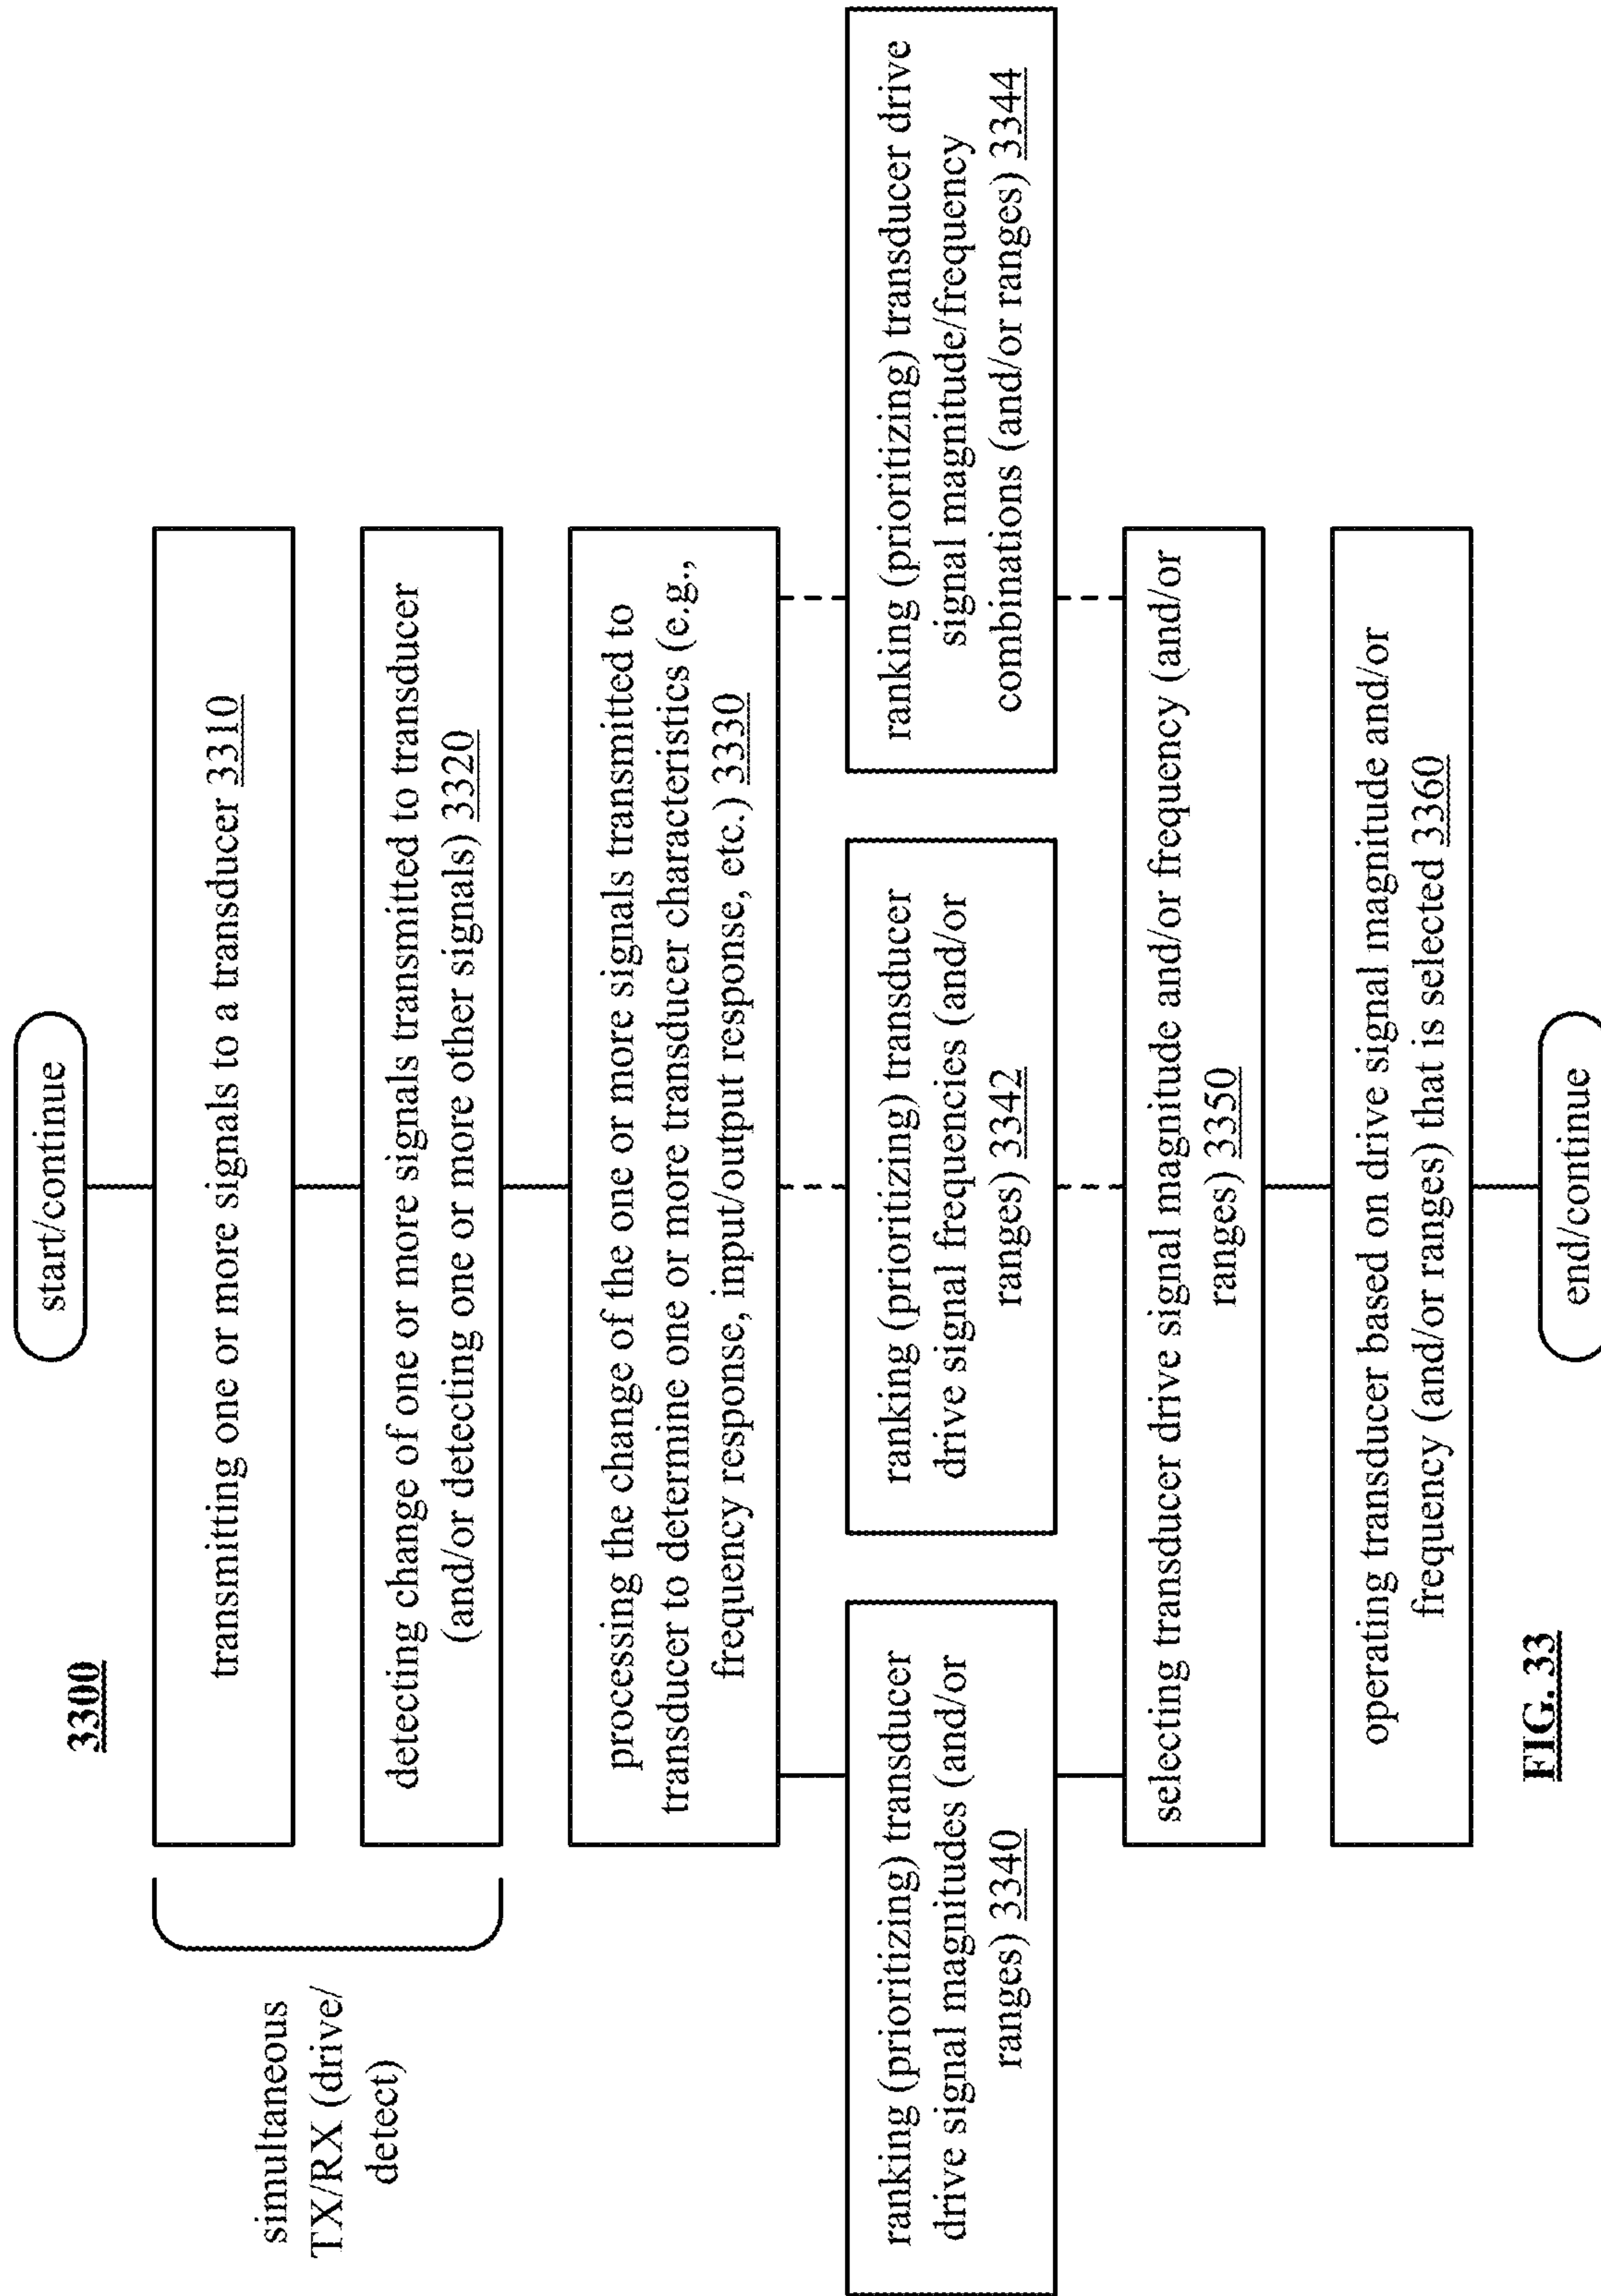 3300
start/continue
simultaneous
TX/RX (drive/
detect)
transmitting one or more signals to a transducer 3310
detecting change of one or more signals transmitted to transducer
(and/or detecting one or more other signals) 3320
processing the change of the one or more signals transmitted to
transducer to determine one or more transducer characteristics (e.g.,
frequency response, input/output response, etc.) 3330
ranking (prioritizing) transducer
drive signal magnitudes (and/or
ranges) 3340
ranking (prioritizing) transducer
drive signal frequencies (and/or
ranges) 3342
ranking (prioritizing) transducer drive
signal magnitude/frequency
combinations (and/or ranges) 3344
selecting transducer drive signal magnitude and/or frequency (and/or
ranges) 3350
operating transducer based on drive signal magnitude and/or
frequency (and/or ranges) that is selected 3360
FIG. 33
end/continue